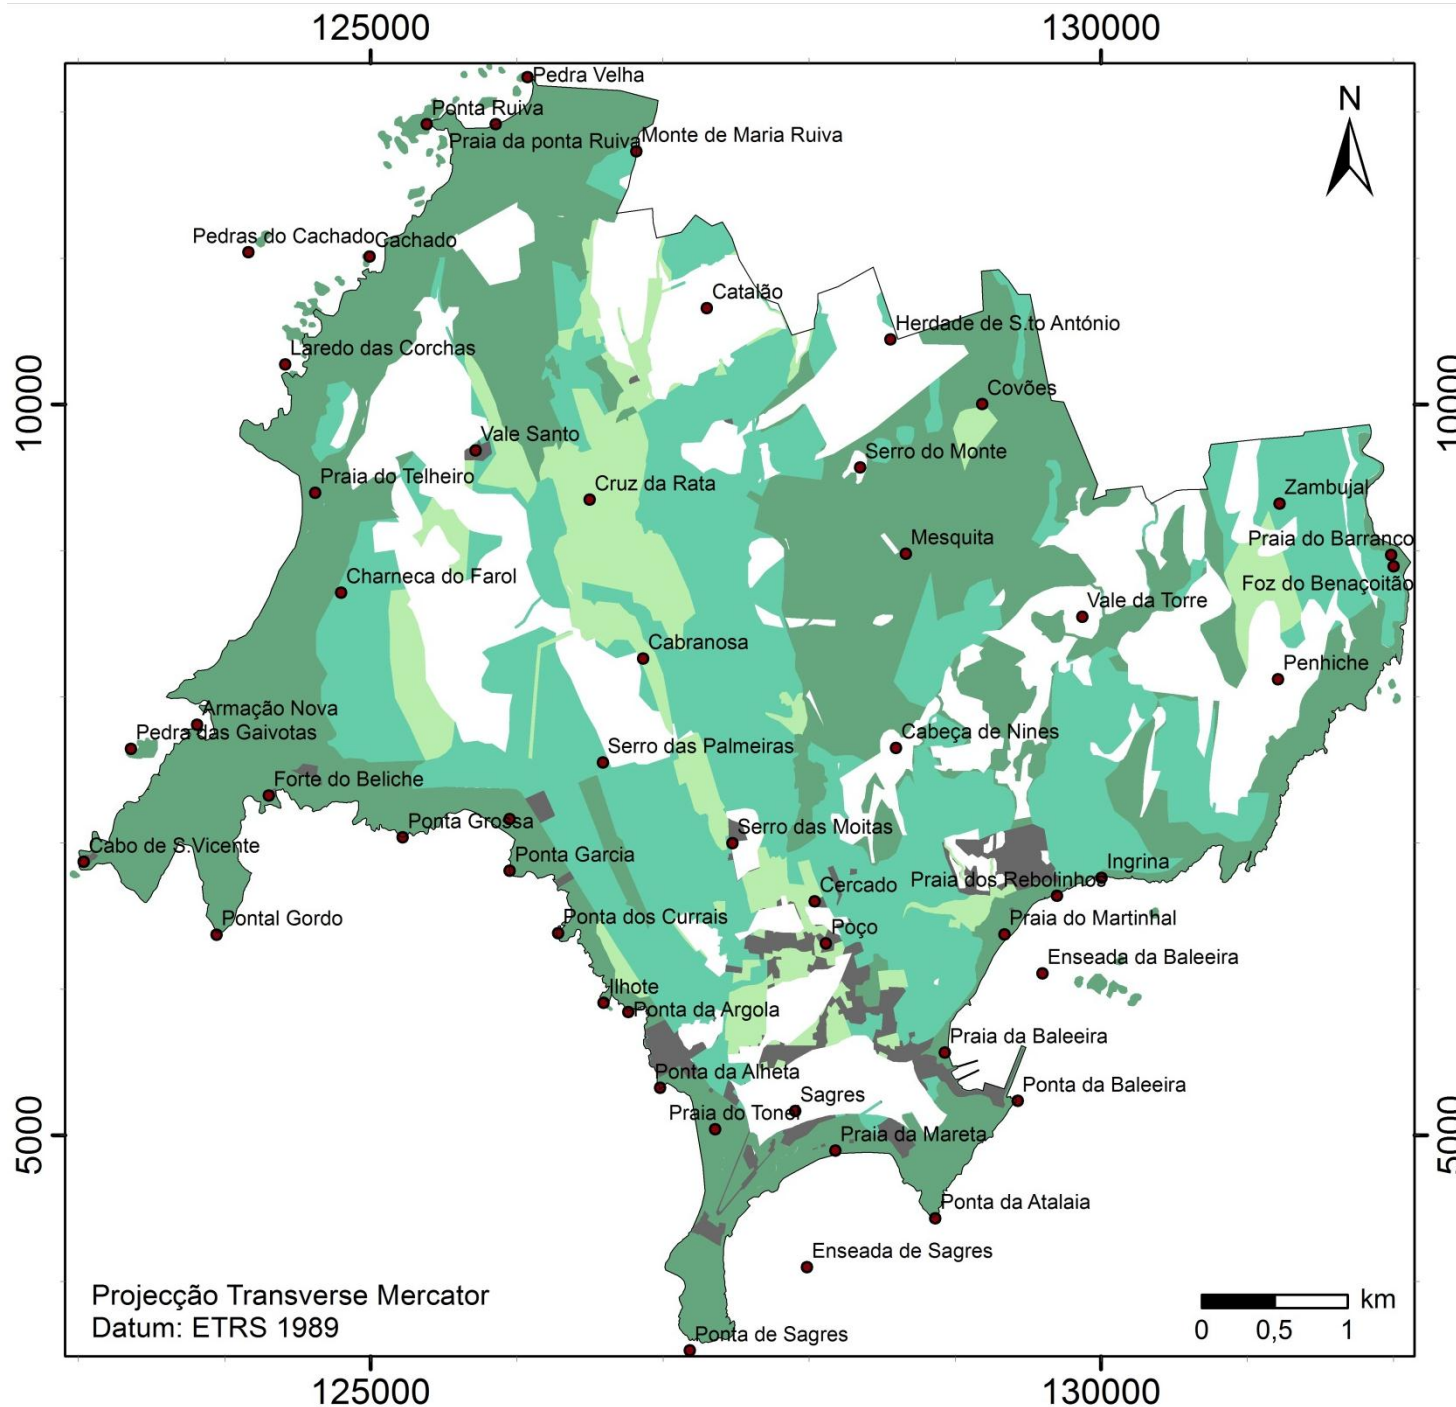 125000
130000
Pedra Velha
Ponta Ruiva
Praia da ponta Ruiva
Monte de Maria Ruiva
N
Pedras do Cachado
Cachado
Catalão
Herdade de S.to António
Laredo das Corchas
10000
10000
Covões
Vale Santo
Serro do Monte
Praia do Telheiro
Cruz da Rata
Zambujal
Mesquita
Praia do Barranco
Charneca do Farol
Foz do Benaçoitão
Vale da Torre
Cabranosa
Penhiche
Armação Nova
Pedra das Gaivotas
Cabeça de Nines
Serro das Palmeiras
Forte do Beliche
Ponta Grossa
Serro das Moitas
Cabo de S.Vicente
Ponta Garcia
Ingrina
Cercado
Praia dos Rebolinhos
Pontal Gordo
Ponta dos Currais
Poço
Praia do Martinhal
Enseada da Baleeira
Ilhote
Ponta da Argola
Praia da Baleeira
Ponta da Alheta
Ponta da Baleeira
Sagres
Praia do Tonel
5000
5000
Praia da Mareta
Ponta da Atalaia
Enseada de Sagres
Projecção Transverse Mercator
Datum: ETRS 1989
km
0 0,5 1
Ponta de Sagres
125000
130000